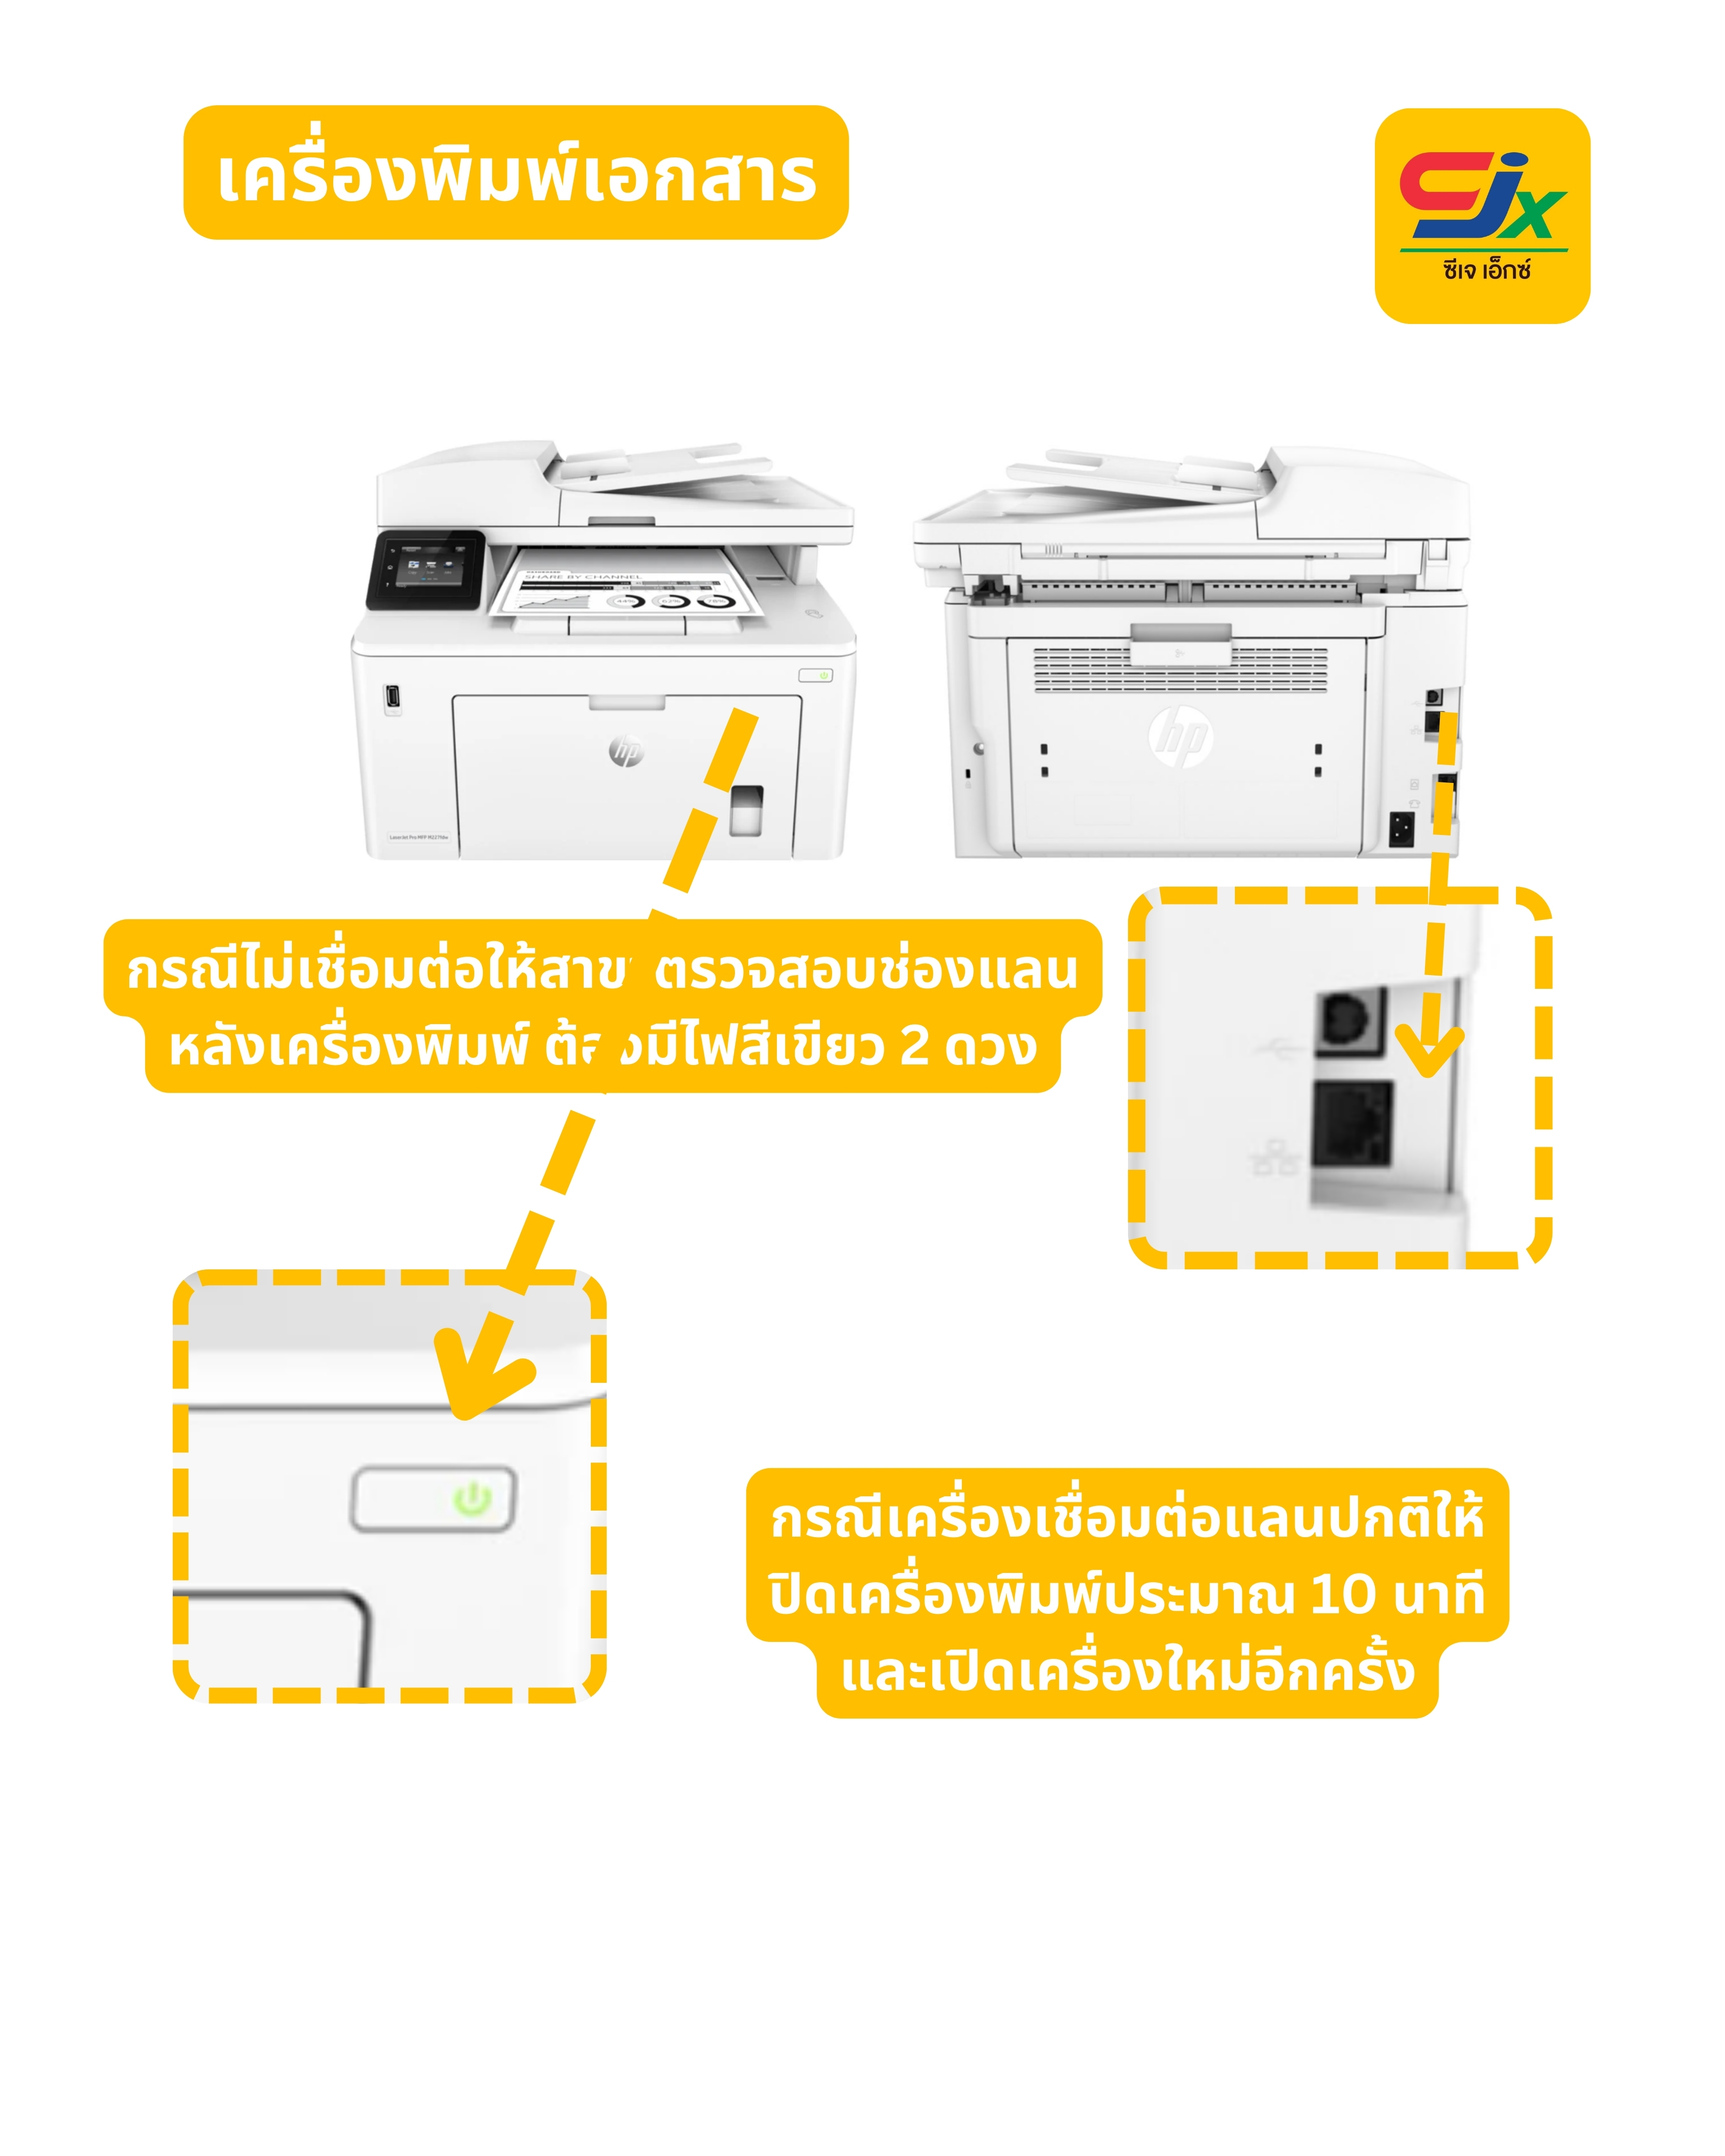 เครื่องพิมพ์เอกสาร
CJX
ซีเจ เอ็กซ์
SHARE BY CHANNEL
hp
hp
LaserJet Pro MFP M227fdw
กรณีไม่เชื่อมต่อให้สาขา ตรวจสอบช่องแลน
หลังเครื่องพิมพ์ ต้องมีไฟสีเขียว 2 ดวง
กรณีเครื่องเชื่อมต่อแลนปกติให้
ปิดเครื่องพิมพ์ประมาณ 10 นาที
และเปิดเครื่องใหม่อีกครั้ง